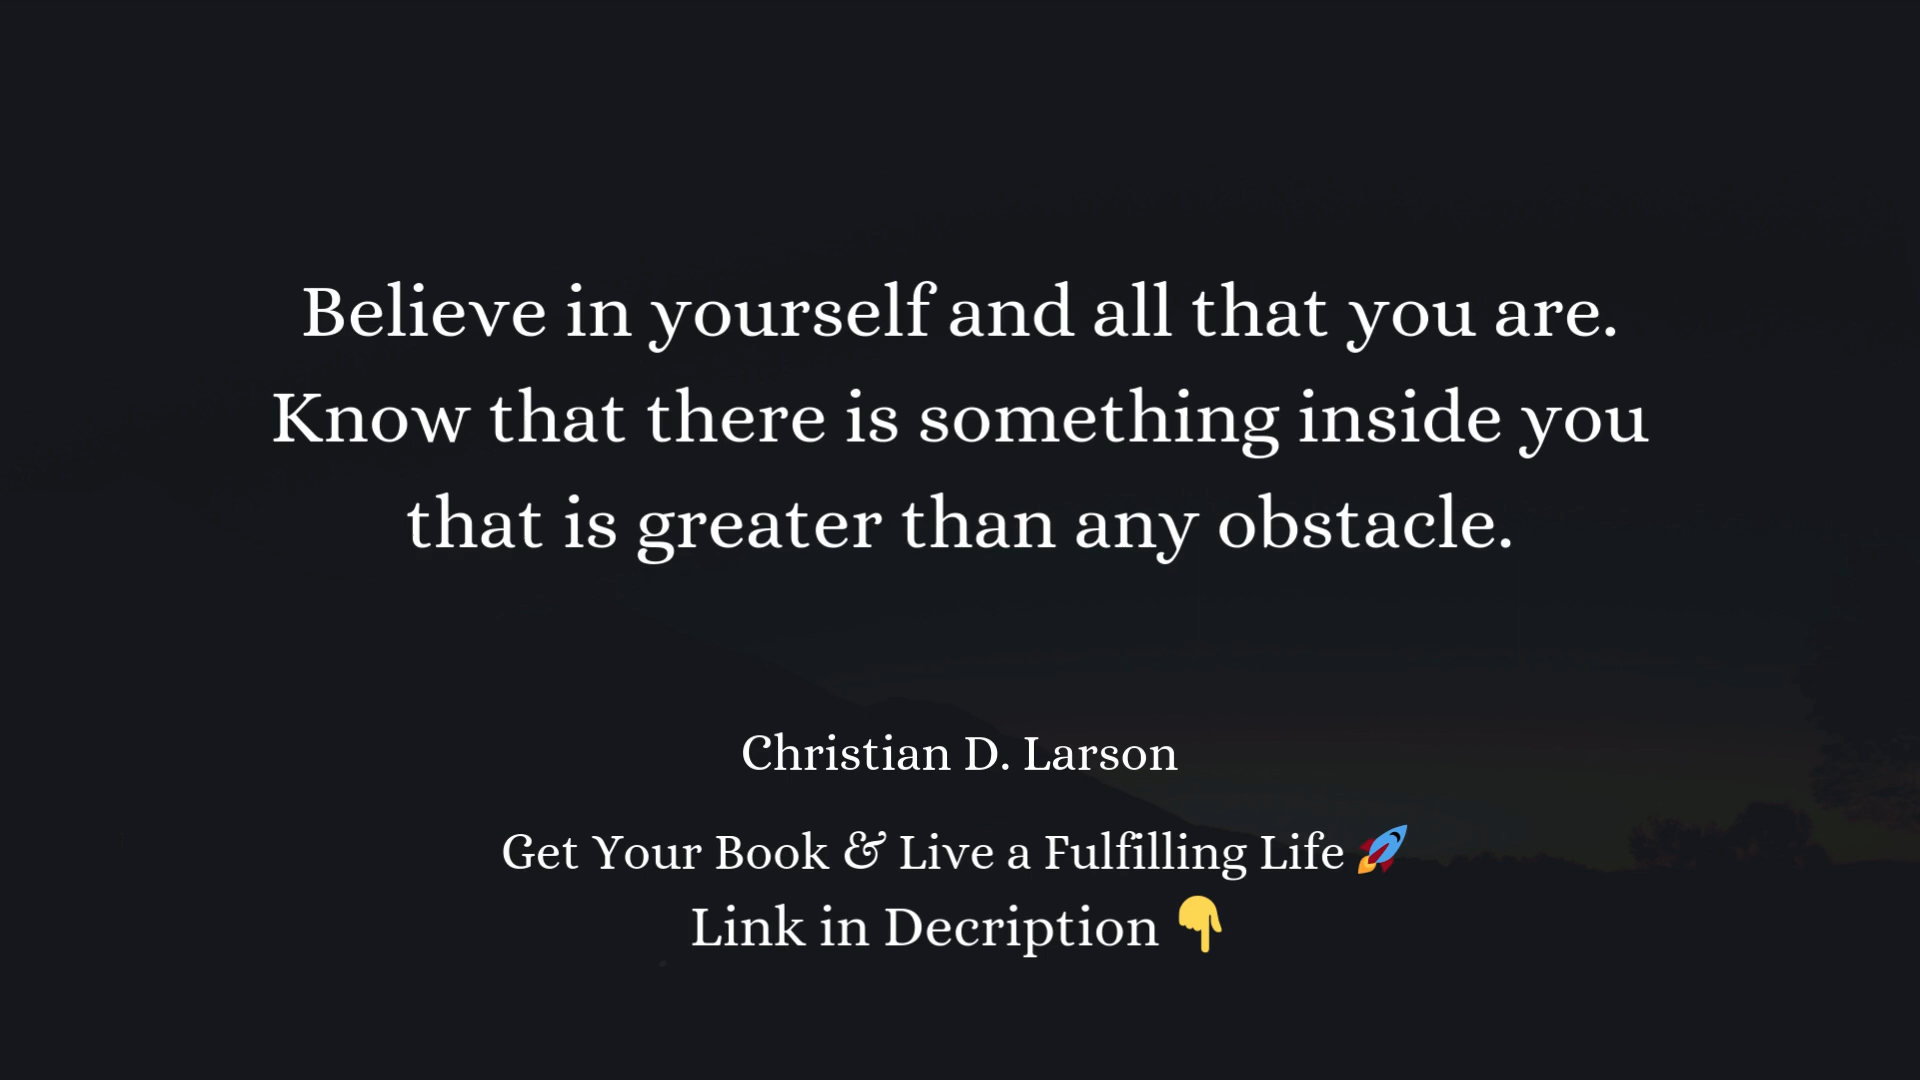 Believe in yourself and all that you are.
Know that there is something inside you
that is greater than any obstacle.
Christian D. Larson
Get Your Book & Live a Fulfilling Life 🚀
Link in Decription 👇